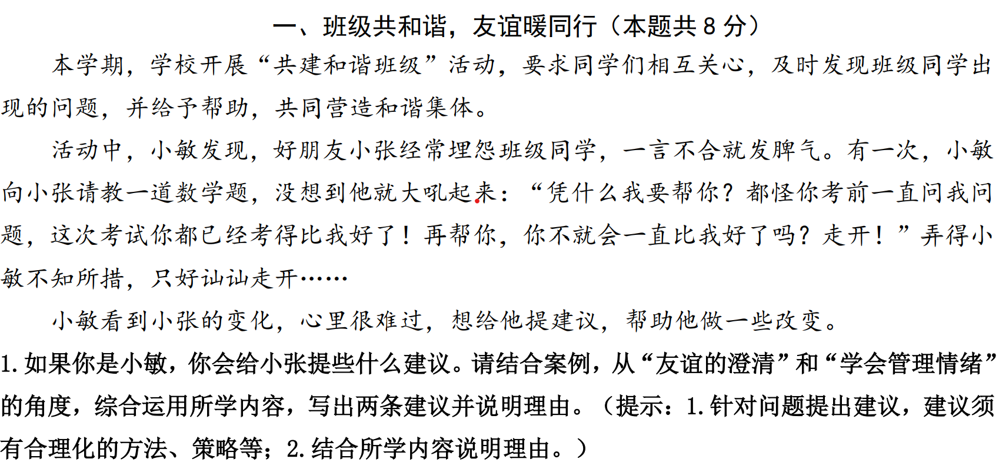 一、班级共和谐，友谊暖同行（本题共 8 分）
本学期，学校开展“共建和谐班级”活动，要求同学们相互关心，及时发现班级同学出
现的问题，并给予帮助，共同营造和谐集体。
活动中，小敏发现，好朋友小张经常埋怨班级同学，一言不合就发脾气。有一次，小敏
向小张请教一道数学题，没想到他就大吼起来：“凭什么我要帮你？都怪你考前一直问我问
题，这次考试你都已经考得比我好了！再帮你，你不就会一直比我好了吗？走开！”弄得小
敏不知所措，只好讪讪走开……
小敏看到小张的变化，心里很难过，想给他提建议，帮助他做一些改变。
1.如果你是小敏，你会给小张提些什么建议。请结合案例，从“友谊的澄清”和“学会管理情绪”
的角度，综合运用所学内容，写出两条建议并说明理由。（提示：1.针对问题提出建议，建议须
有合理化的方法、策略等；2.结合所学内容说明理由。）